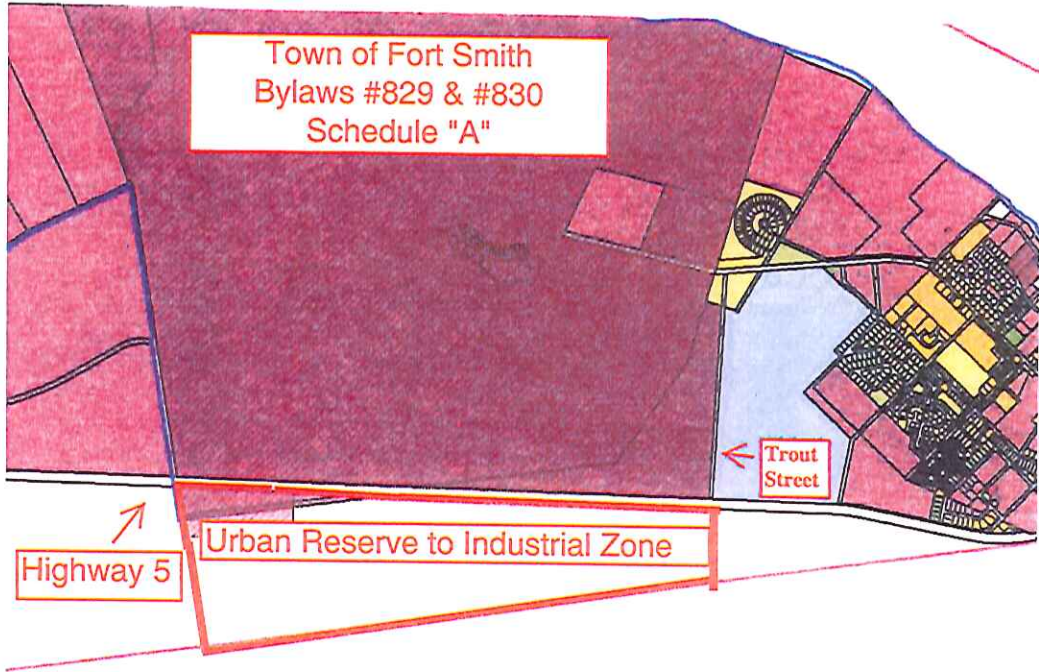 Town of Fort Smith
Bylaws #829 & #830
Schedule "A"
Trout
Street
Urban Reserve to Industrial Zone
Highway 5